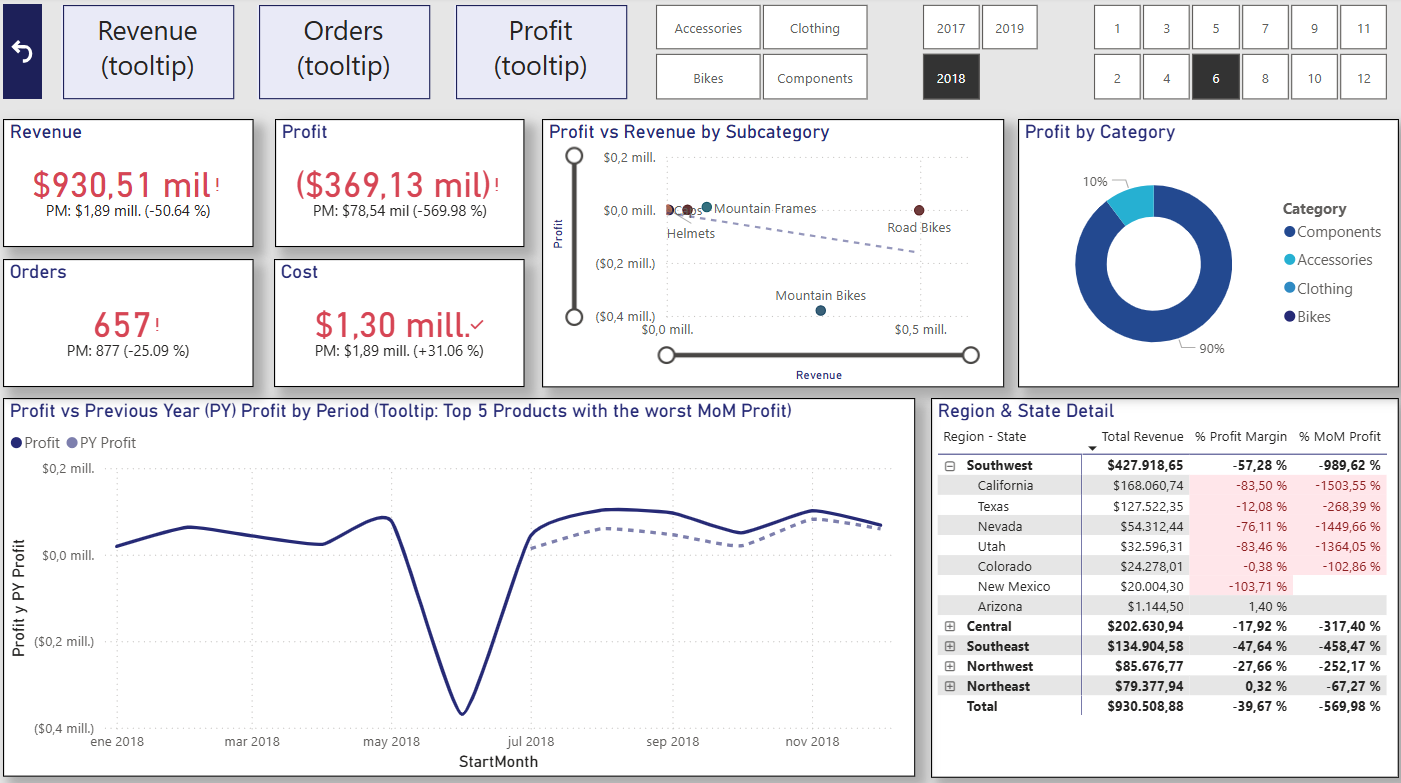 Revenue
(tooltip)
Orders
(tooltip)
Profit
(tooltip)
Accessories
Clothing
Bikes
Components
2017
2019
2018
1
3
5
7
9
11
2
4
6
8
10
12
Revenue
$930,51 mil !
PM: $1,89 mill. (-50.64 %)
Profit
($369,13 mil) !
PM: $78,54 mil (-569.98 %)
Orders
657 !
PM: 877 (-25.09 %)
Cost
$1,30 mill.
PM: $1,89 mill. (+31.06 %)
Profit vs Revenue by Subcategory
Profit
$0,2 mill.
$0,0 mill.
($0,2 mill.)
($0,4 mill.)
Caps
Mountain Frames
Helmets
Road Bikes
Mountain Bikes
$0,0 mill.
$0,5 mill.
Revenue
Profit by Category
10%
90%
Category
Components
Accessories
Clothing
Bikes
Profit vs Previous Year (PY) Profit by Period (Tooltip: Top 5 Products with the worst MoM Profit)
Profit PY Profit
Profit y PY Profit
$0,2 mill.
$0,0 mill.
($0,2 mill.)
($0,4 mill.)
ene 2018 mar 2018 may 2018 jul 2018 sep 2018 nov 2018
StartMonth
Region & State Detail
Region - State Total Revenue % Profit Margin % MoM Profit
Southwest $427.918,65 -57,28 % -989,62 %
California $168.060,74 -83,50 % -1503,55 %
Texas $127.522,35 -12,08 % -268,39 %
Nevada $54.312,44 -76,11 % -1449,66 %
Utah $32.596,31 -83,46 % -1364,05 %
Colorado $24.278,01 -0,38 % -102,86 %
New Mexico $20.004,30 -103,71 %
Arizona $1.144,50 1,40 %
Central $202.630,94 -17,92 % -317,40 %
Southeast $134.904,58 -47,64 % -458,47 %
Northwest $85.676,77 -27,66 % -252,17 %
Northeast $79.377,94 0,32 % -67,27 %
Total $930.508,88 -39,67 % -569,98 %